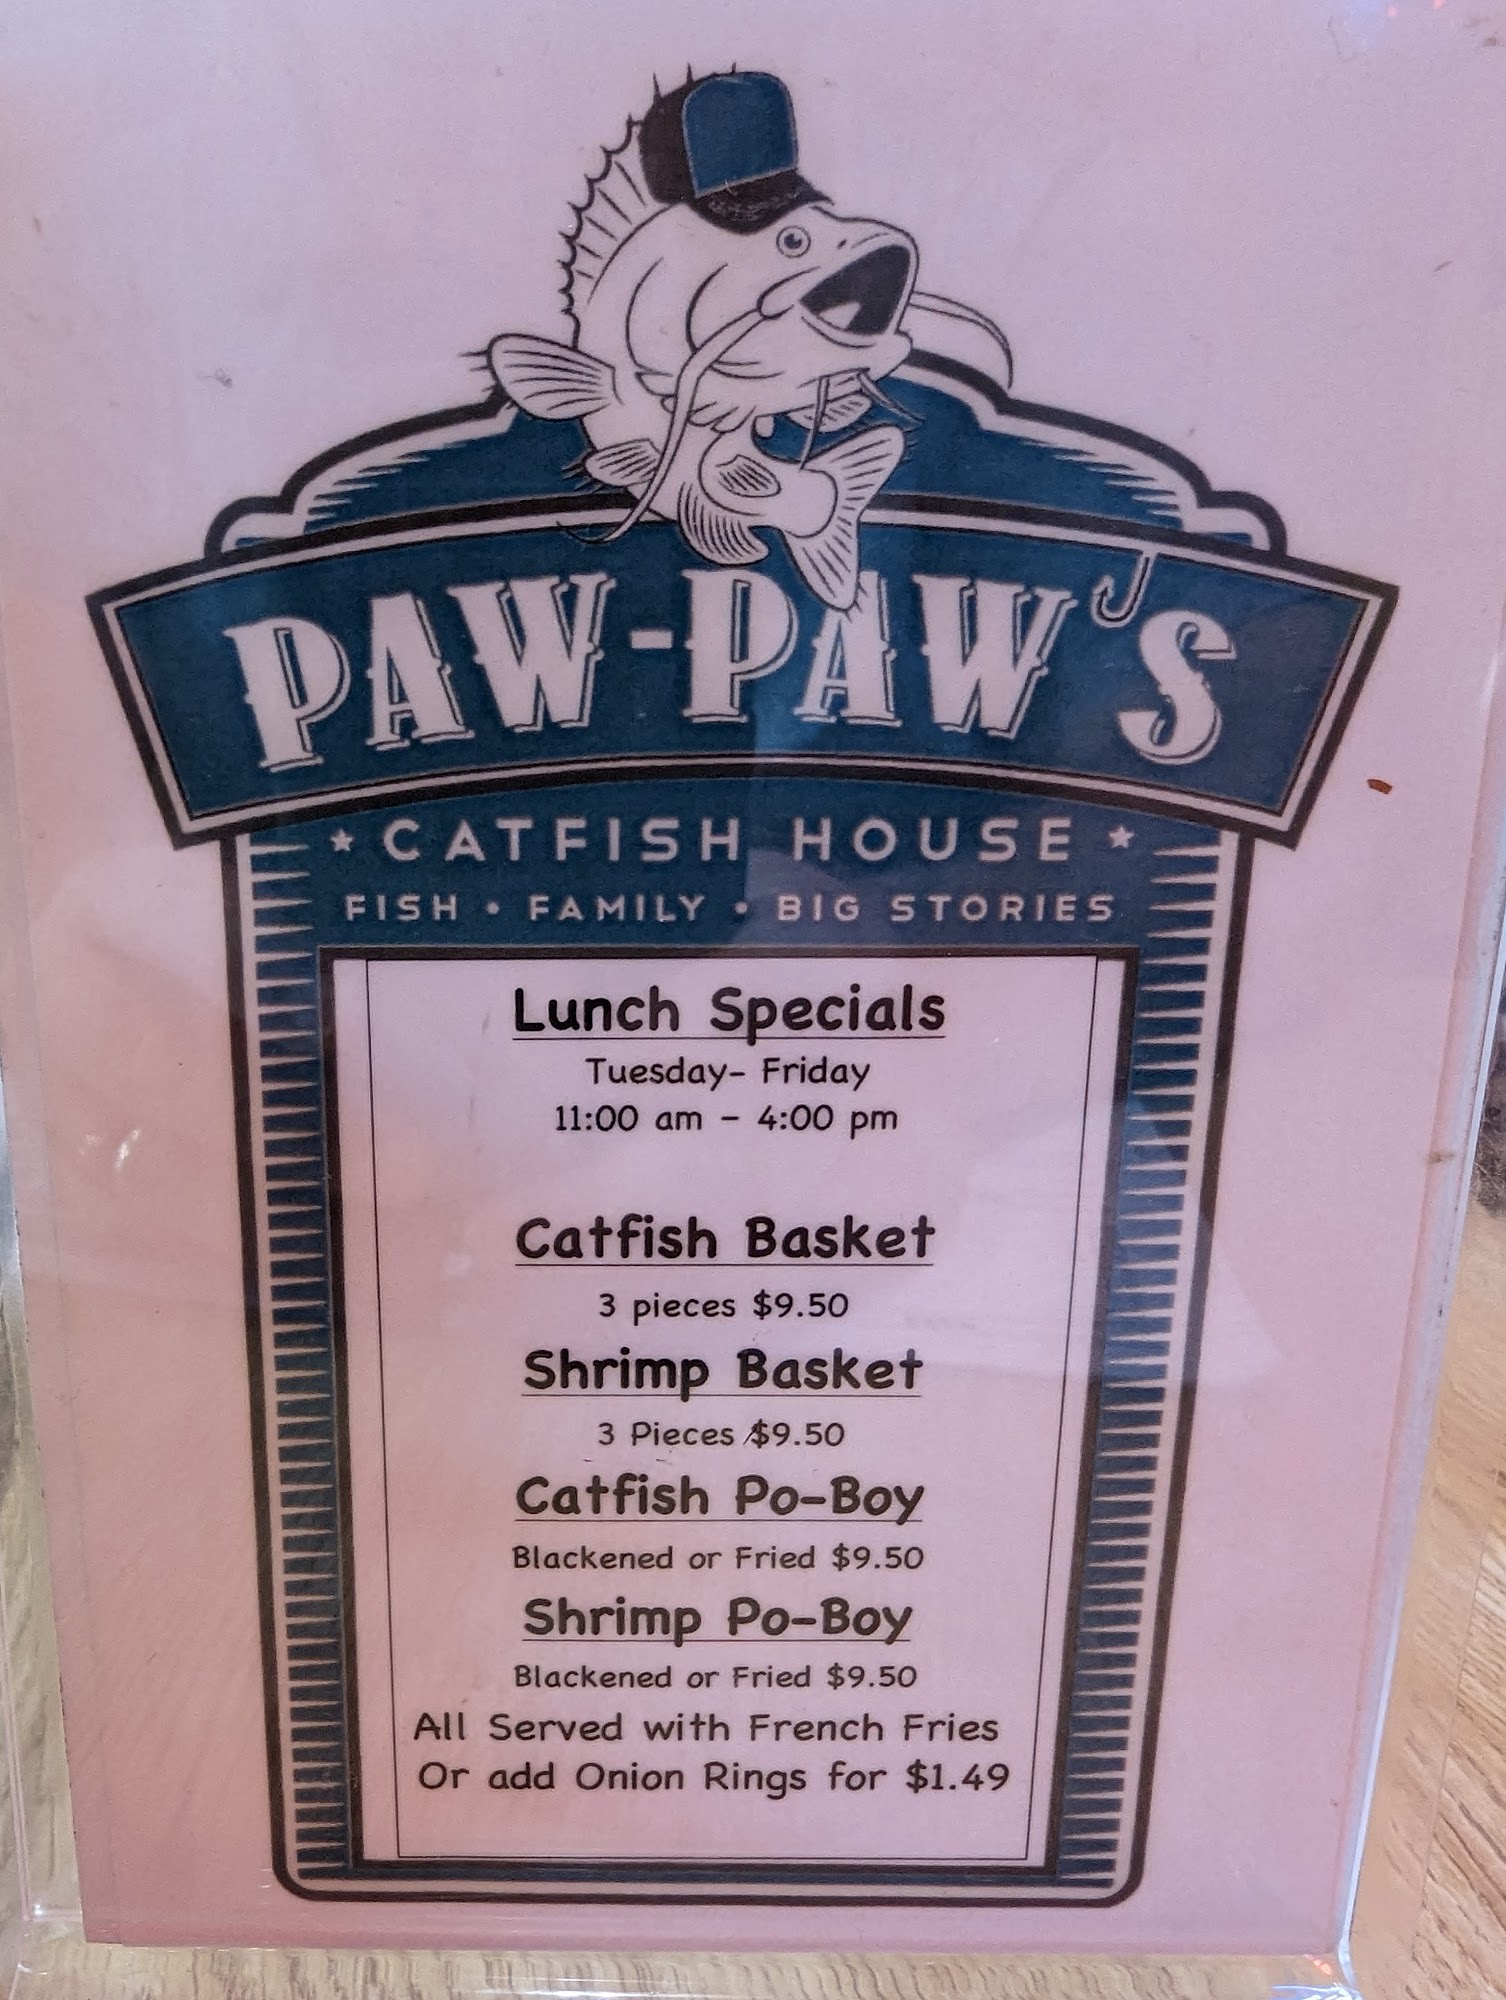 PAW-PAW'S
★ CATFISH HOUSE ★
FISH • FAMILY • BIG STORIES
Lunch Specials
Tuesday- Friday
11:00 am - 4:00 pm
Catfish Basket
3 pieces $9.50
Shrimp Basket
3 Pieces $9.50
Catfish Po-Boy
Blackened or Fried $9.50
Shrimp Po-Boy
Blackened or Fried $9.50
All Served with French Fries
Or add Onion Rings for $1.49